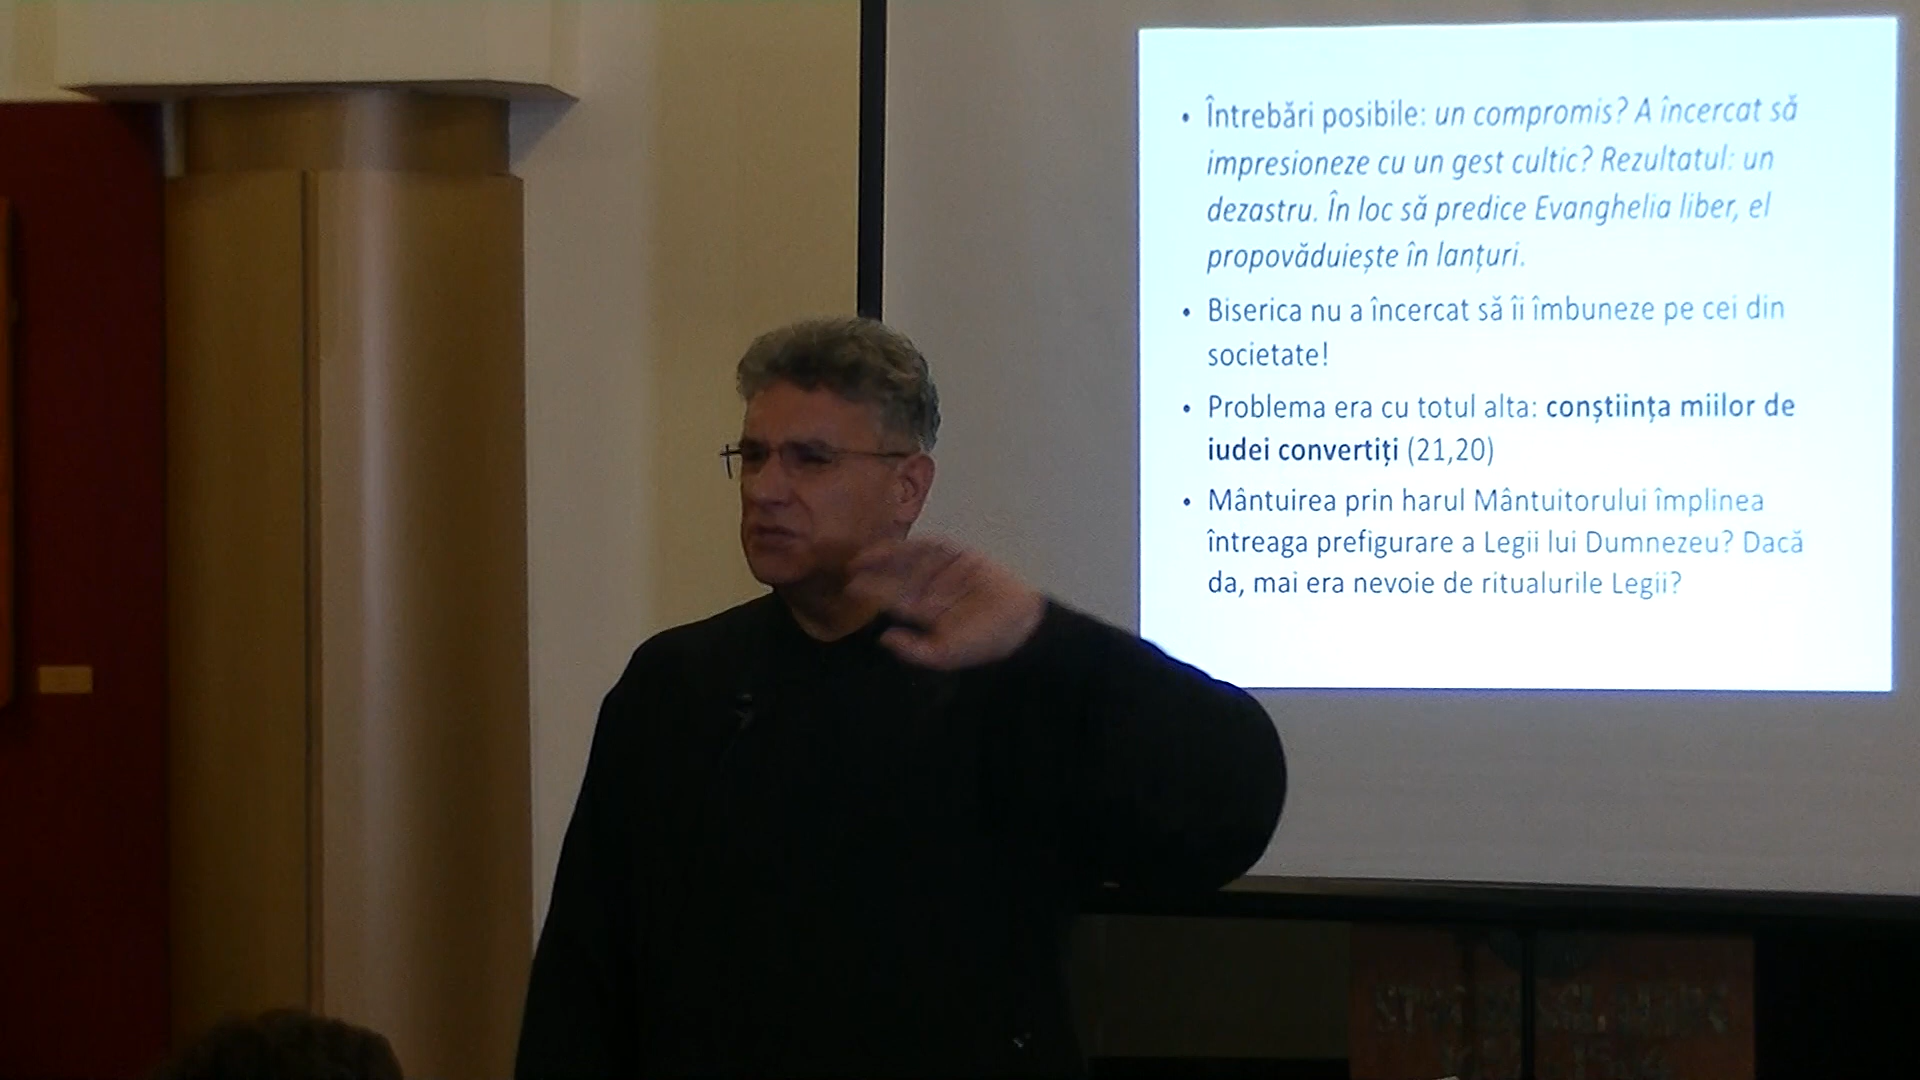 • Întrebări posibile: un compromis? A încercat să
impresioneze cu un gest cultic? Rezultatul: un
dezastru. În loc să predice Evanghelia liber, el
propovăduiește în lanțuri.
• Biserica nu a încercat să îi îmbuneze pe cei din
societate!
• Problema era cu totul alta: conștiința miilor de
iudei convertiți (21,20)
• Mântuirea prin harul Mântuitorului împlinea
întreaga prefigurare a Legii lui Dumnezeu? Dacă
da, mai era nevoie de ritualurile Legii?